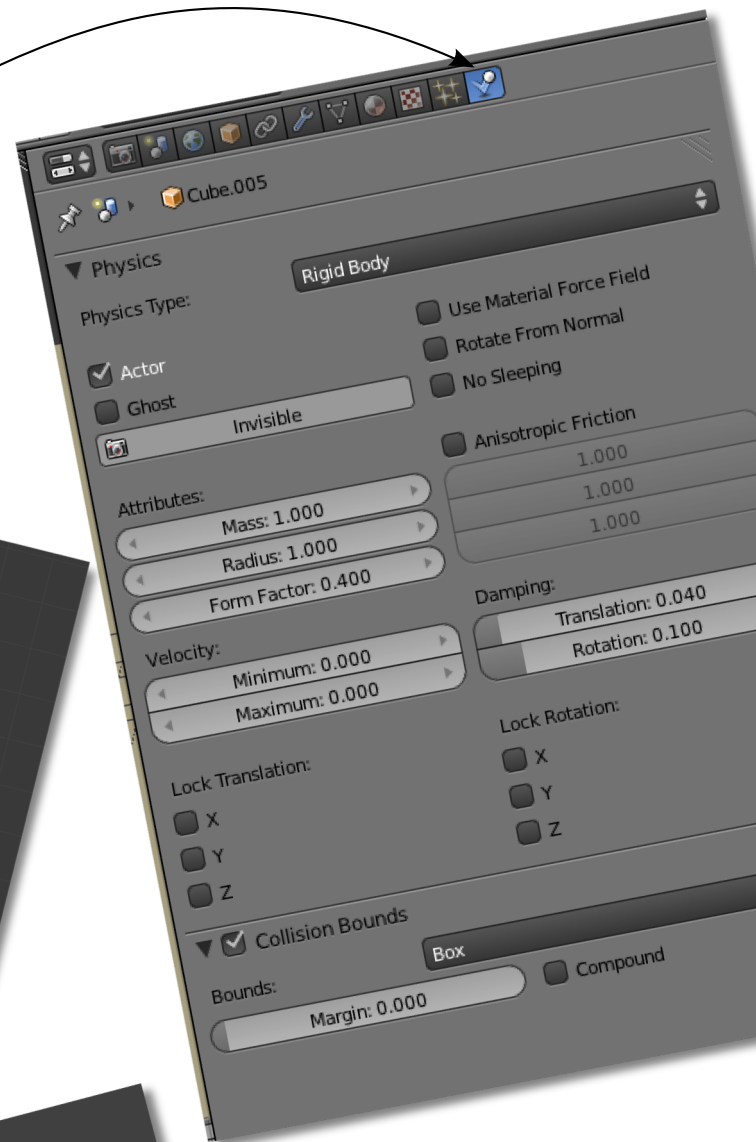 Cube.005
Physics
Physics Type:
Rigid Body
Actor
Ghost
Invisible
Use Material Force Field
Rotate From Normal
No Sleeping
Attributes:
Mass: 1.000
Radius: 1.000
Form Factor: 0.400
Anisotropic Friction
1.000
1.000
1.000
Velocity:
Minimum: 0.000
Maximum: 0.000
Damping:
Translation: 0.040
Rotation: 0.100
Lock Translation:
X
Y
Z
Lock Rotation:
X
Y
Z
Collision Bounds
Bounds:
Box
Margin: 0.000
Compound